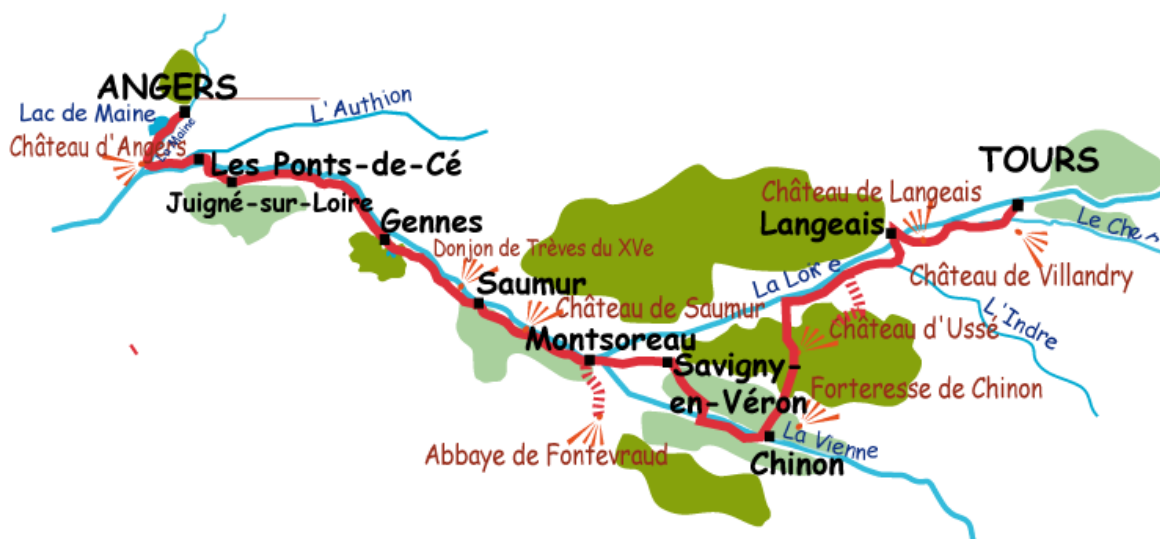 ANGERS
Lac de Maine
La Maine
L'Authion
Château d'Angers
Les Ponts-de-Cé
Juigné-sur-Loire
Gennes
Donjon de Trèves du XVe
Saumur
Château de Saumur
Montsoreau
Abbaye de Fontevraud
TOURS
Château de Langeais
Langeais
Le Cher
Château de Villandry
La Loire
L'Indre
Château d'Ussé
Savigny-
en-Véron
Forteresse de Chinon
La Vienne
Chinon